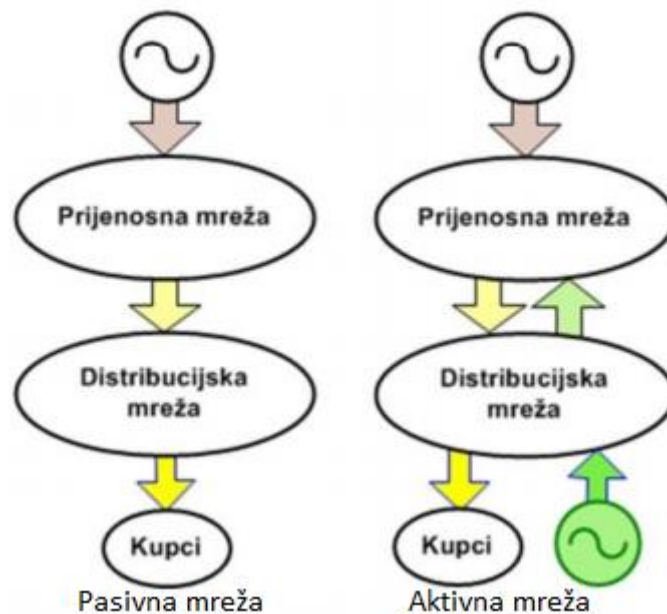 Prijenosna mreža
Distribucijska
mreža
Kupci
Pasivna mreža
Prijenosna mreža
Distribucijska
mreža
Kupci
Aktivna mreža